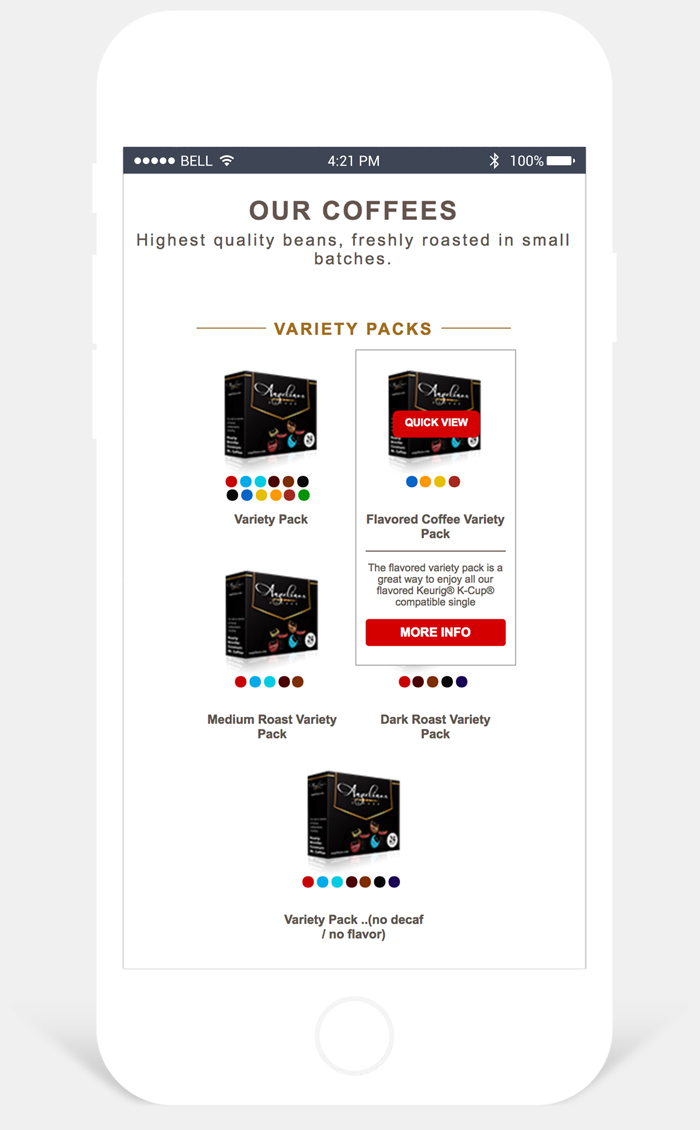 BELL
4:21 PM
100%
OUR COFFEES
Highest quality beans, freshly roasted in small
batches.
VARIETY PACKS
Angelino's
Variety Pack
QUICK VIEW
Flavored Coffee Variety
Pack
The flavored variety pack is a
great way to enjoy all our
flavored Keurig® K-Cup®
compatible single
MORE INFO
Angelino's
Medium Roast Variety
Pack
Dark Roast Variety
Pack
Angelino's
Variety Pack ..(no decaf
/ no flavor)